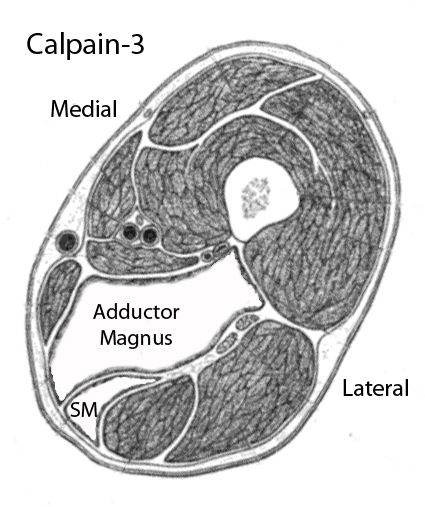 Calpain-3
Medial
Adductor
Magnus
Lateral
SM